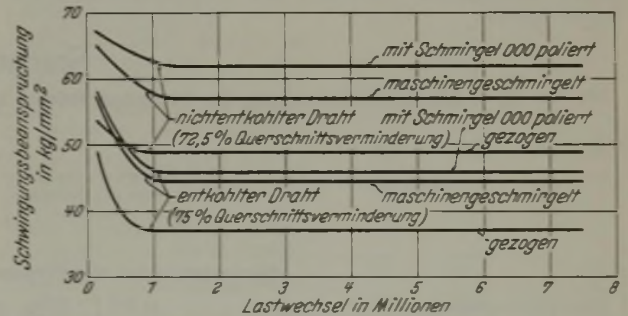 Schwingungsbeanspruchung
in kg/mm²
70
60
50
40
30
mit Schmirgel 000 poliert
maschinengeschmirgelt
nichtentkohlter Draht
(72,5% Querschnittsverminderung)
mit Schmirgel 000 poliert
gezogen
entkohlter Draht
(75% Querschnittsverminderung)
maschinengeschmirgelt
gezogen
0 1 2 3 4 5 6 7 8
Lastwechsel in Millionen